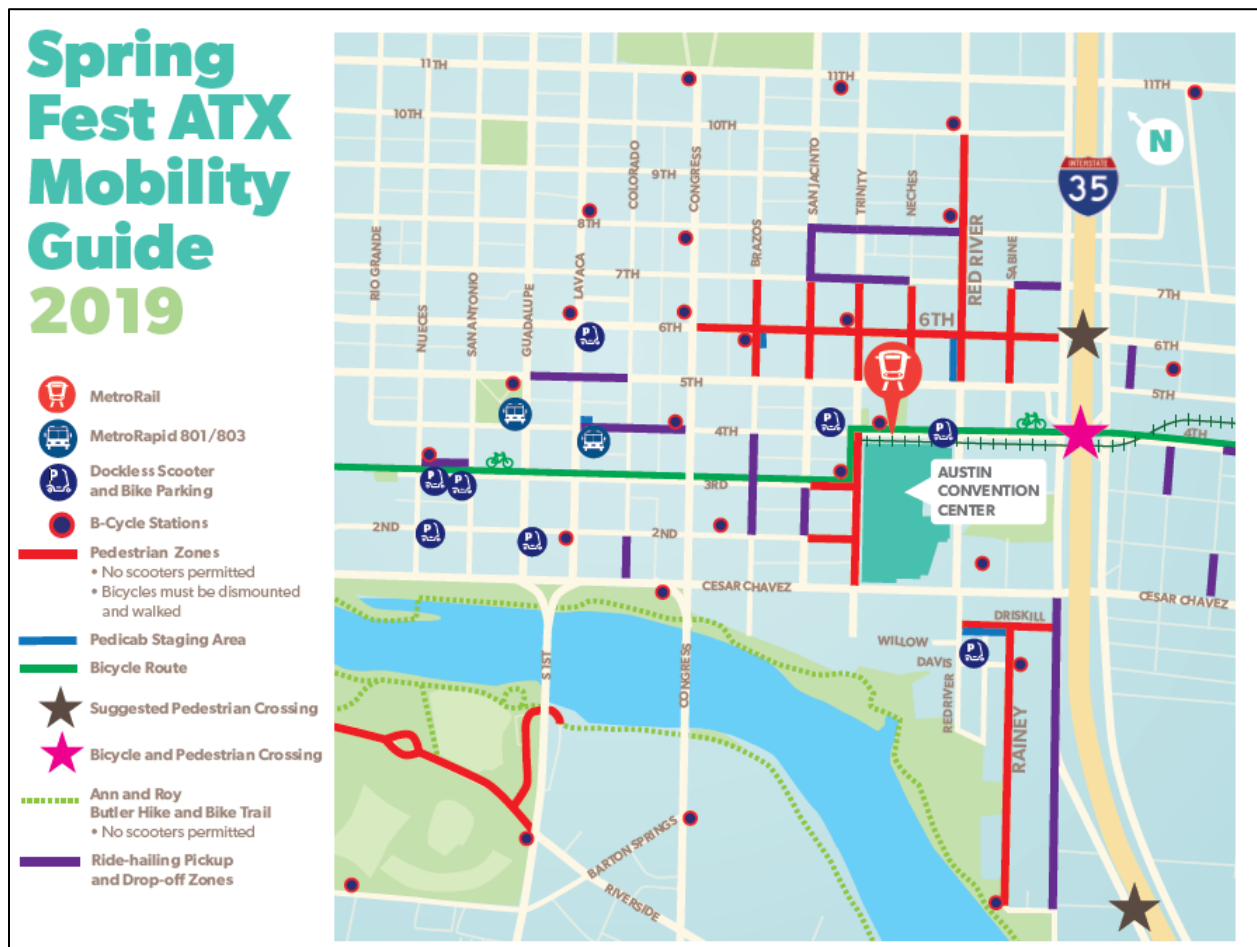 Spring
Fest ATX
Mobility
Guide
2019
MetroRail
MetroRapid 801/803
P
Dockless Scooter
and Bike Parking
B-Cycle Stations
Pedestrian Zones
• No scooters permitted
• Bicycles must be dismounted
and walked
Pedicab Staging Area
Bicycle Route
Suggested Pedestrian Crossing
Bicycle and Pedestrian Crossing
Ann and Roy
Butler Hike and Bike Trail
• No scooters permitted
Ride-hailing Pickup
and Drop-off Zones
11TH
11TH
11TH
10TH
10TH
N
INTERSTATE
35
9TH
8TH
7TH
7TH
6TH
6TH
6TH
5TH
5TH
4TH
4TH
3RD
2ND
2ND
RIO GRANDE
NUECES
SAN ANTONIO
GUADALUPE
LAVACA
COLORADO
CONGRESS
BRAZOS
SAN JACINTO
TRINITY
NECHES
RED RIVER
SABINE
P
P
P
P
P
P
P
P
AUSTIN
CONVENTION
CENTER
CESAR CHAVEZ
CESAR CHAVEZ
DRISKILL
WILLOW
DAVIS
RED RIVER
RAINEY
S 1ST
CONGRESS
BARTON SPRINGS
RIVERSIDE